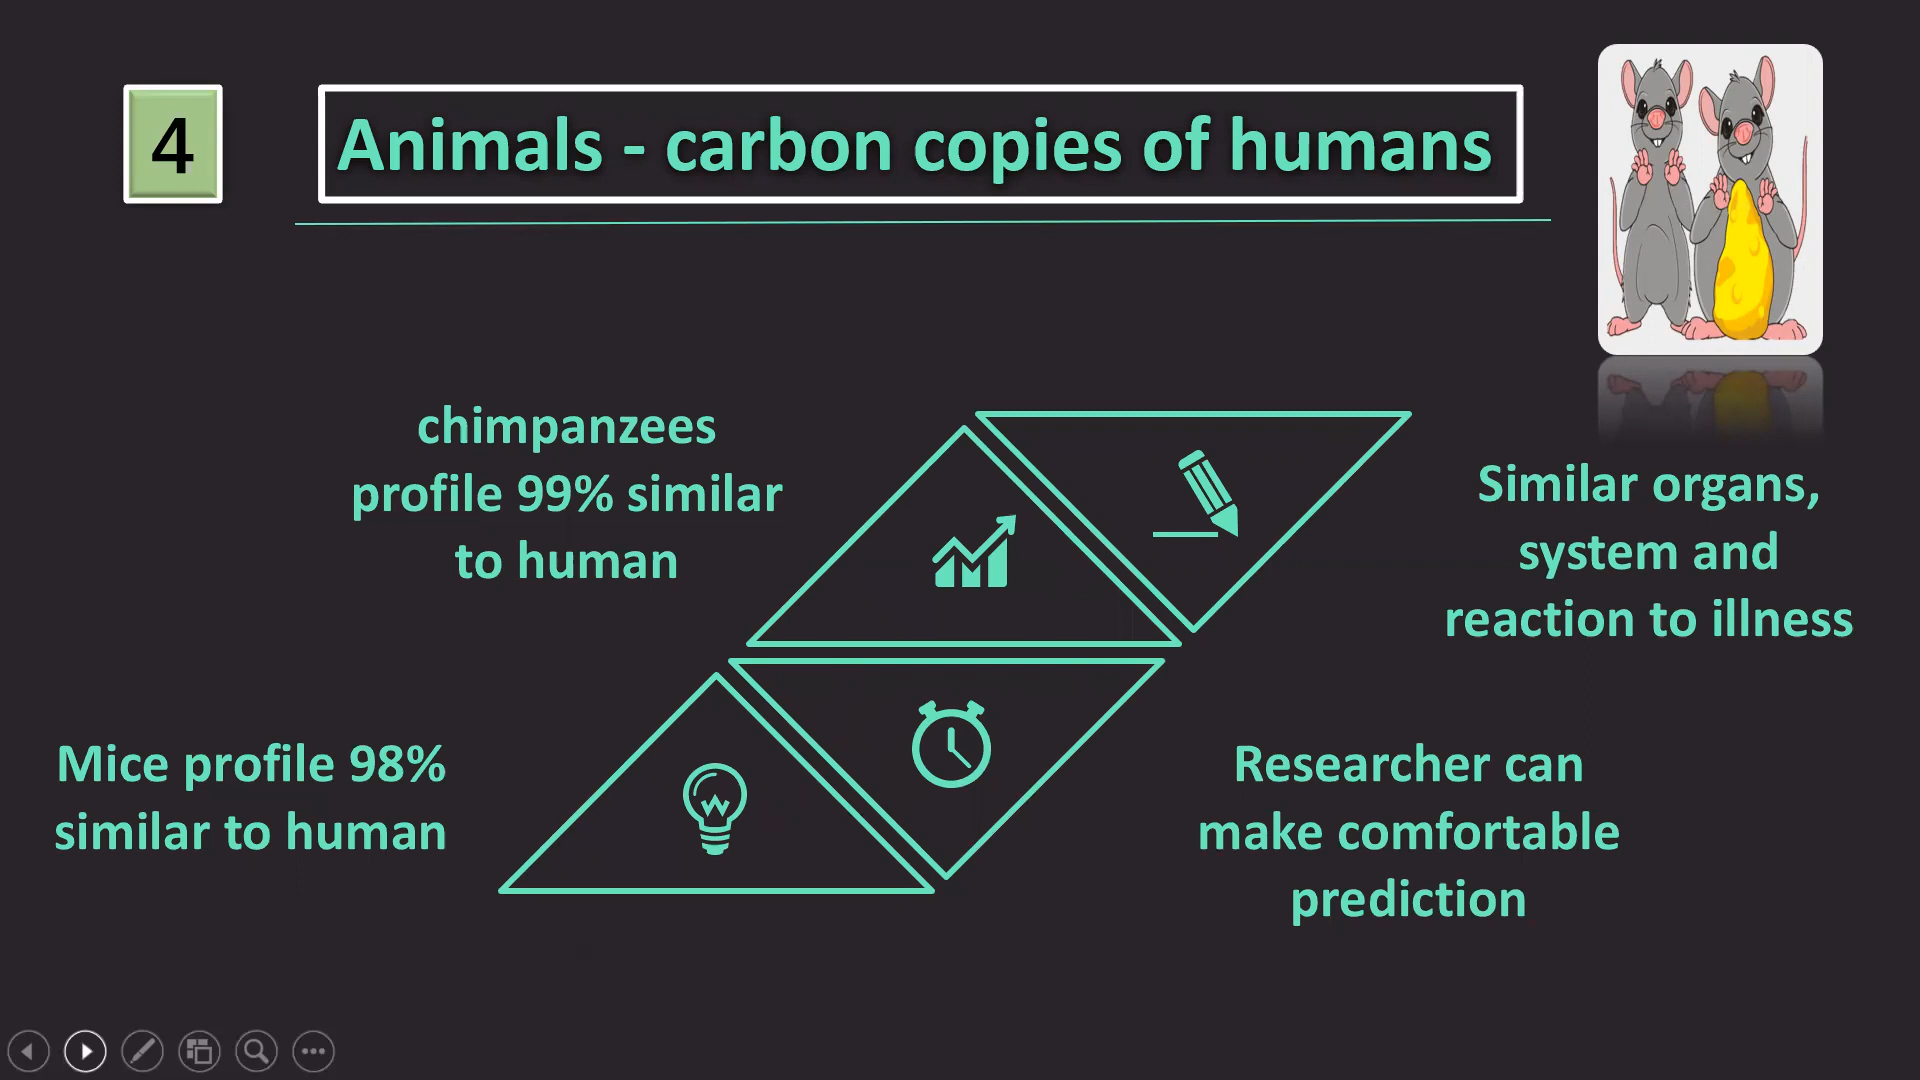 4
Animals - carbon copies of humans
chimpanzees
profile 99% similar
to human
Similar organs,
system and
reaction to illness
Mice profile 98%
similar to human
Researcher can
make comfortable
prediction